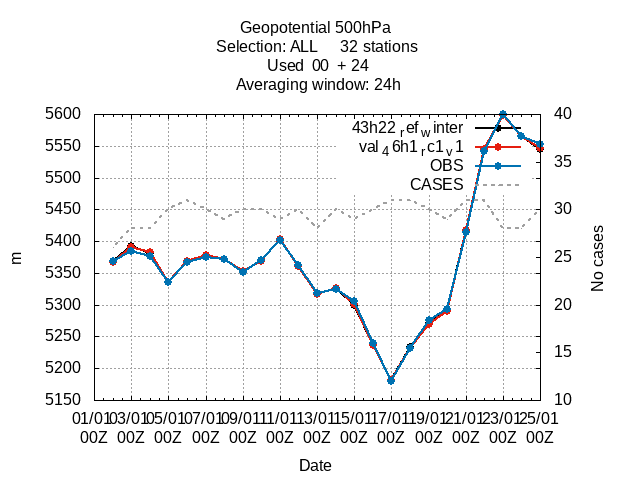 Geopotential 500hPa
Selection: ALL 32 stations
Used 00 + 24
Averaging window: 24h
5600
5550
5500
5450
5400
5350
5300
5250
5200
5150
m
40
35
30
25
20
15
10
No cases
43h22ref winter
val46h1rc1v1
OBS
CASES
01/01 03/01 05/01 07/01 09/01 11/01 13/01 15/01 17/01 19/01 21/01 23/01 25/01
00Z 00Z 00Z 00Z 00Z 00Z 00Z 00Z 00Z 00Z 00Z 00Z 00Z
Date